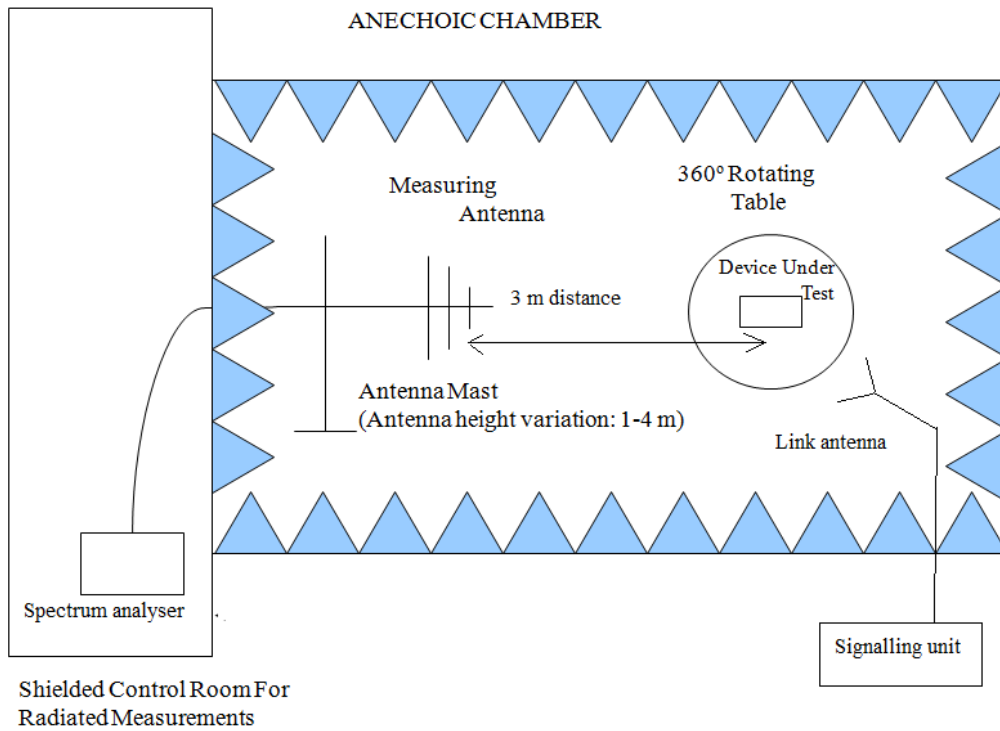 ANECHOIC CHAMBER
Measuring
Antenna
360º Rotating
Table
Device Under
Test
3 m distance
Antenna Mast
(Antenna height variation: 1-4 m)
Link antenna
Spectrum analyser
Signalling unit
Shielded Control Room For
Radiated Measurements